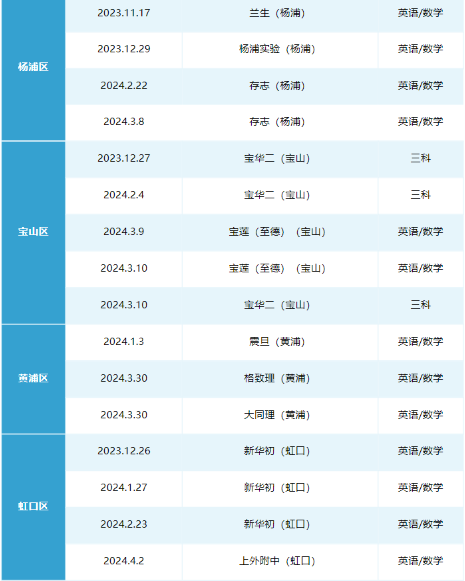 杨浦区
2023.11.17 兰生（杨浦） 英语/数学
2023.12.29 杨浦实验（杨浦） 英语/数学
2024.2.22 存志（杨浦） 英语/数学
2024.3.8 存志（杨浦） 英语/数学
宝山区
2023.12.27 宝华二（宝山） 三科
2024.2.4 宝华二（宝山） 三科
2024.3.9 宝莲（至德）（宝山） 英语/数学
2024.3.10 宝莲（至德）（宝山） 英语/数学
2024.3.10 宝华二（宝山） 三科
黄浦区
2024.1.3 震旦（黄浦） 英语/数学
2024.3.30 格致理（黄浦） 英语/数学
2024.3.30 大同理（黄浦） 英语/数学
虹口区
2023.12.26 新华初（虹口） 英语/数学
2024.1.27 新华初（虹口） 英语/数学
2024.2.23 新华初（虹口） 英语/数学
2024.4.2 上外附中（虹口） 英语/数学